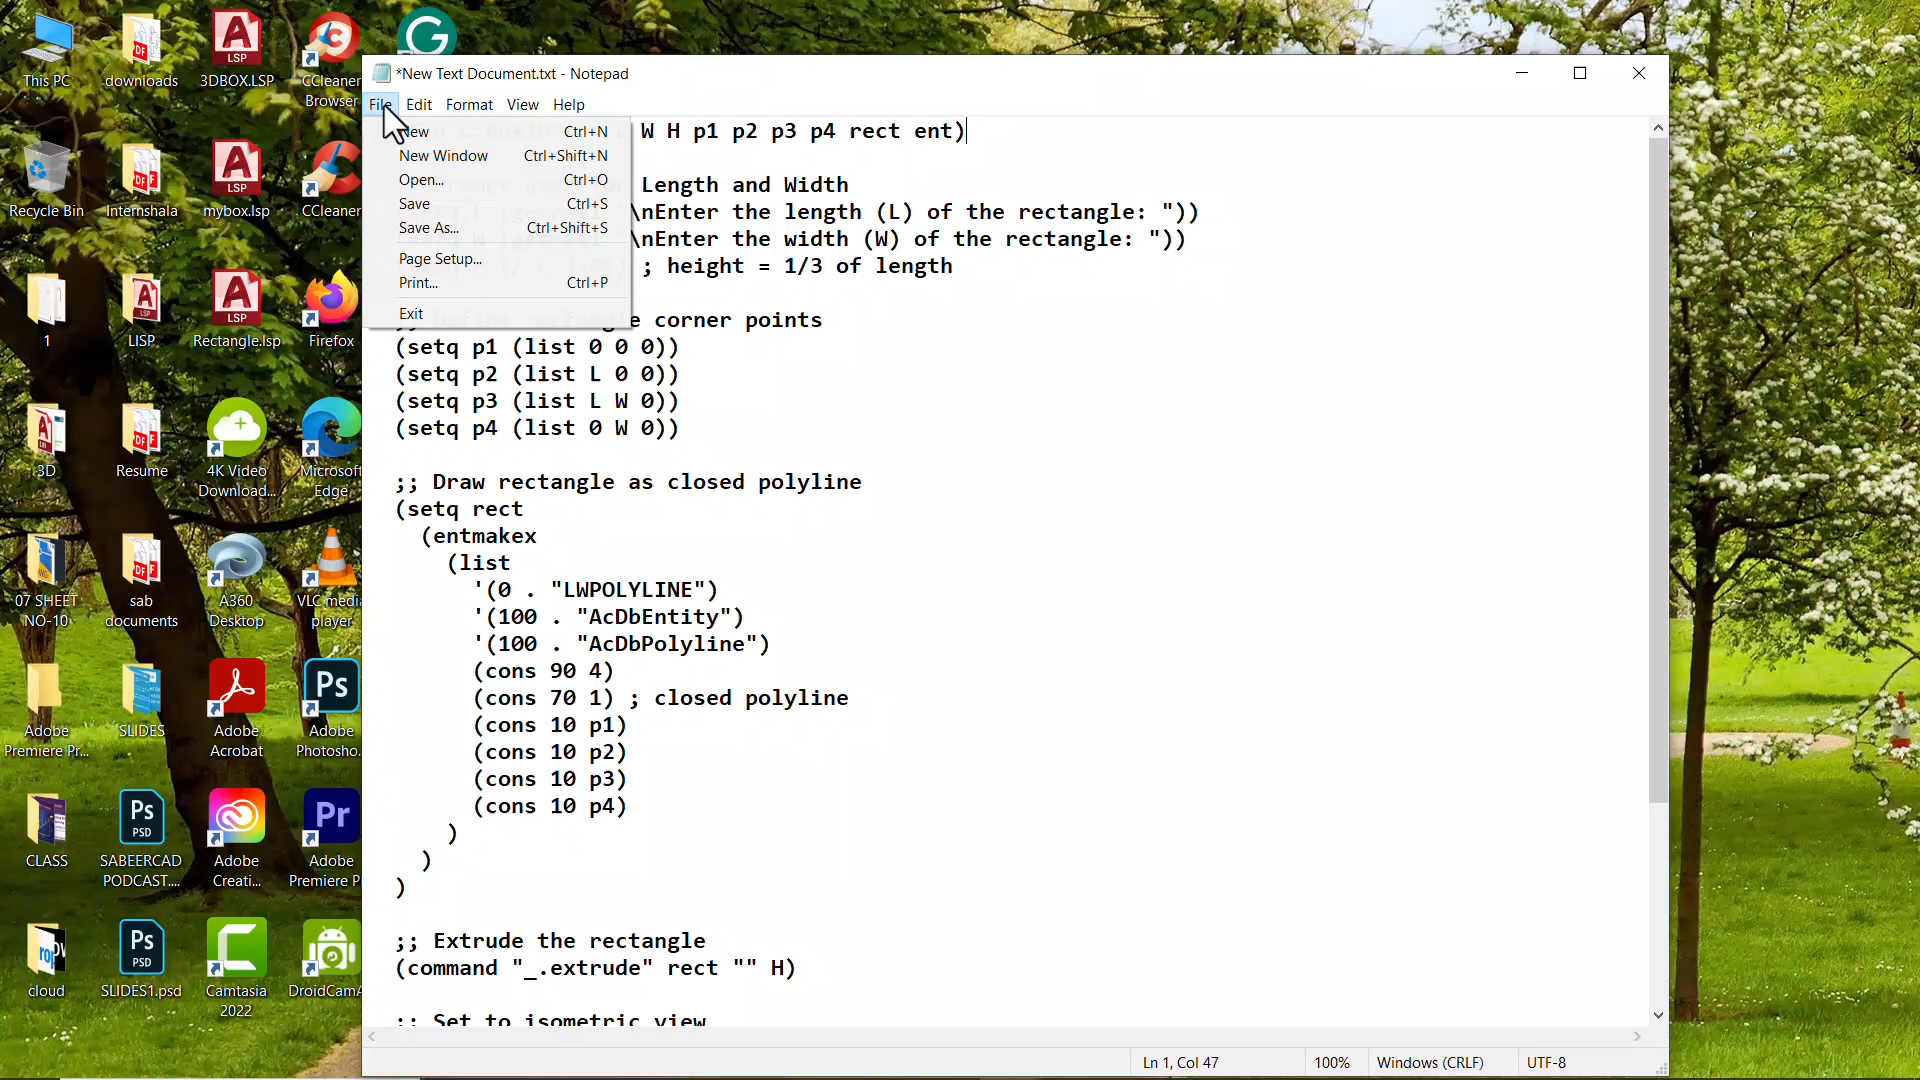 This PC
downloads
3DBOX.LSP
CCleaner
Browser
Recycle Bin
Internshala
mybox.lsp
CCleaner
1
LISP
Rectangle.lsp
Firefox
3D
Resume
4K Video
Download...
Microsoft
Edge
07 SHEET
NO-10
sab
documents
A360
Desktop
VLC media
player
Adobe
Premiere Pr...
SLIDES
Adobe
Acrobat
Adobe
Photosho...
CLASS
SABEERCAD
PODCAST....
Adobe
Creati...
Adobe
Premiere P
cloud
SLIDES1.psd
Camtasia
2022
DroidCamA
*New Text Document.txt - Notepad
File Edit Format View Help
New Ctrl+N
New Window Ctrl+Shift+N
Open... Ctrl+O
Save Ctrl+S
Save As... Ctrl+Shift+S
Page Setup...
Print... Ctrl+P
Exit
W H p1 p2 p3 p4 rect ent)
Length and Width
\nEnter the length (L) of the rectangle: "))
\nEnter the width (W) of the rectangle: "))
; height = 1/3 of length
corner points
(setq p1 (list 0 0 0))
(setq p2 (list L 0 0))
(setq p3 (list L W 0))
(setq p4 (list 0 W 0))
;; Draw rectangle as closed polyline
(setq rect
(entmakex
(list
'(0 . "LWPOLYLINE")
'(100 . "AcDbEntity")
'(100 . "AcDbPolyline")
(cons 90 4)
(cons 70 1) ; closed polyline
(cons 10 p1)
(cons 10 p2)
(cons 10 p3)
(cons 10 p4)
)
)
)
;; Extrude the rectangle
(command "_.extrude" rect "" H)
;; Set to isometric view
Ln 1, Col 47
100%
Windows (CRLF)
UTF-8